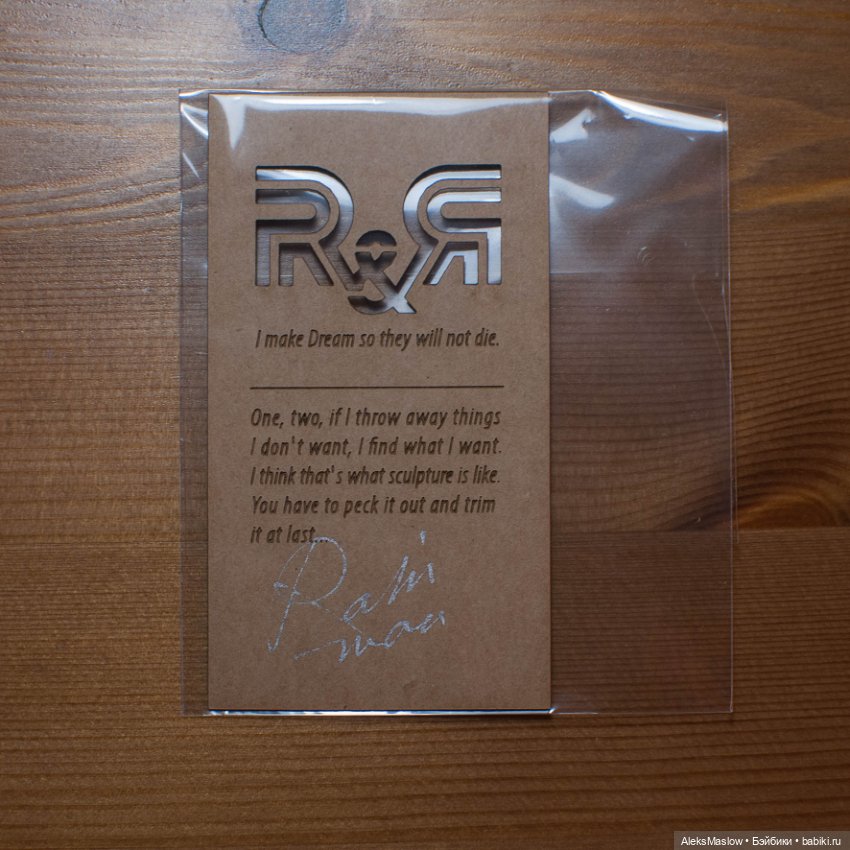 R&R
I make Dream so they will not die.
One, two, if I throw away things
I don't want, I find what I want.
I think that's what sculpture is like.
You have to peck it out and trim
it at last...
AleksMaslow • Бэйбики • babiki.ru